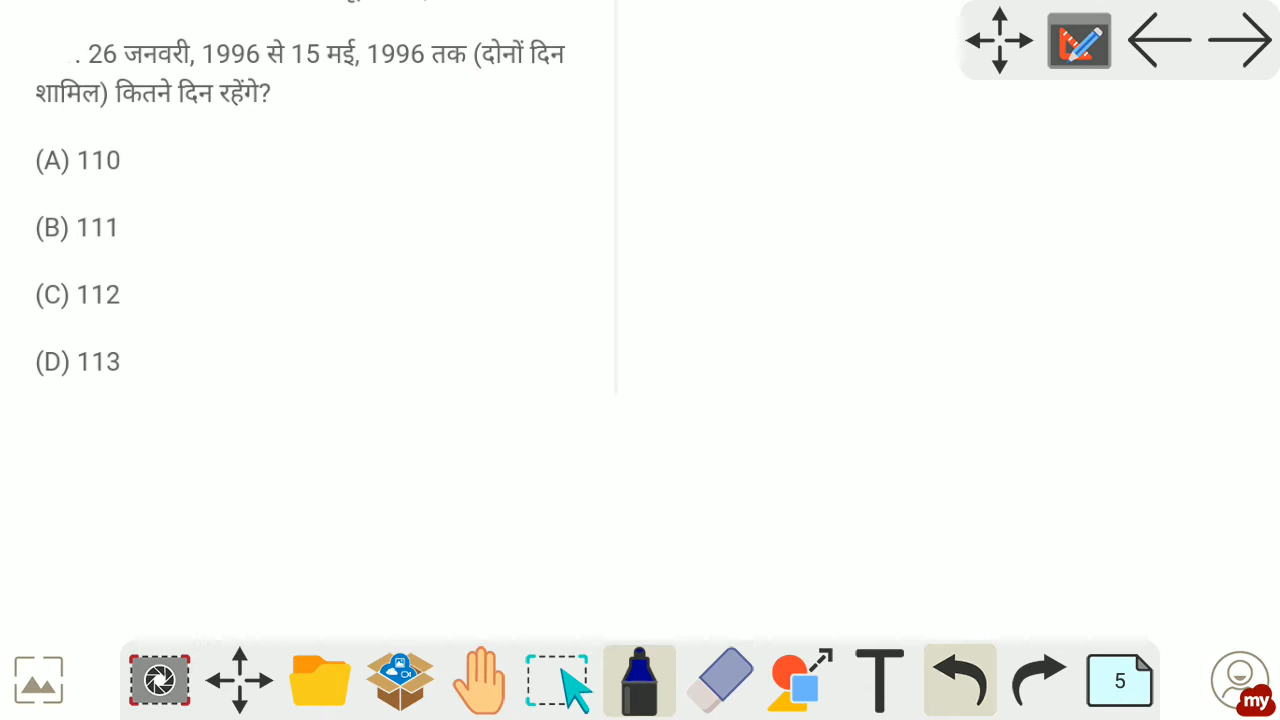 . 26 जनवरी, 1996 से 15 मई, 1996 तक (दोनों दिन
शामिल) कितने दिन रहेंगे?
(A) 110
(B) 111
(C) 112
(D) 113
5
my